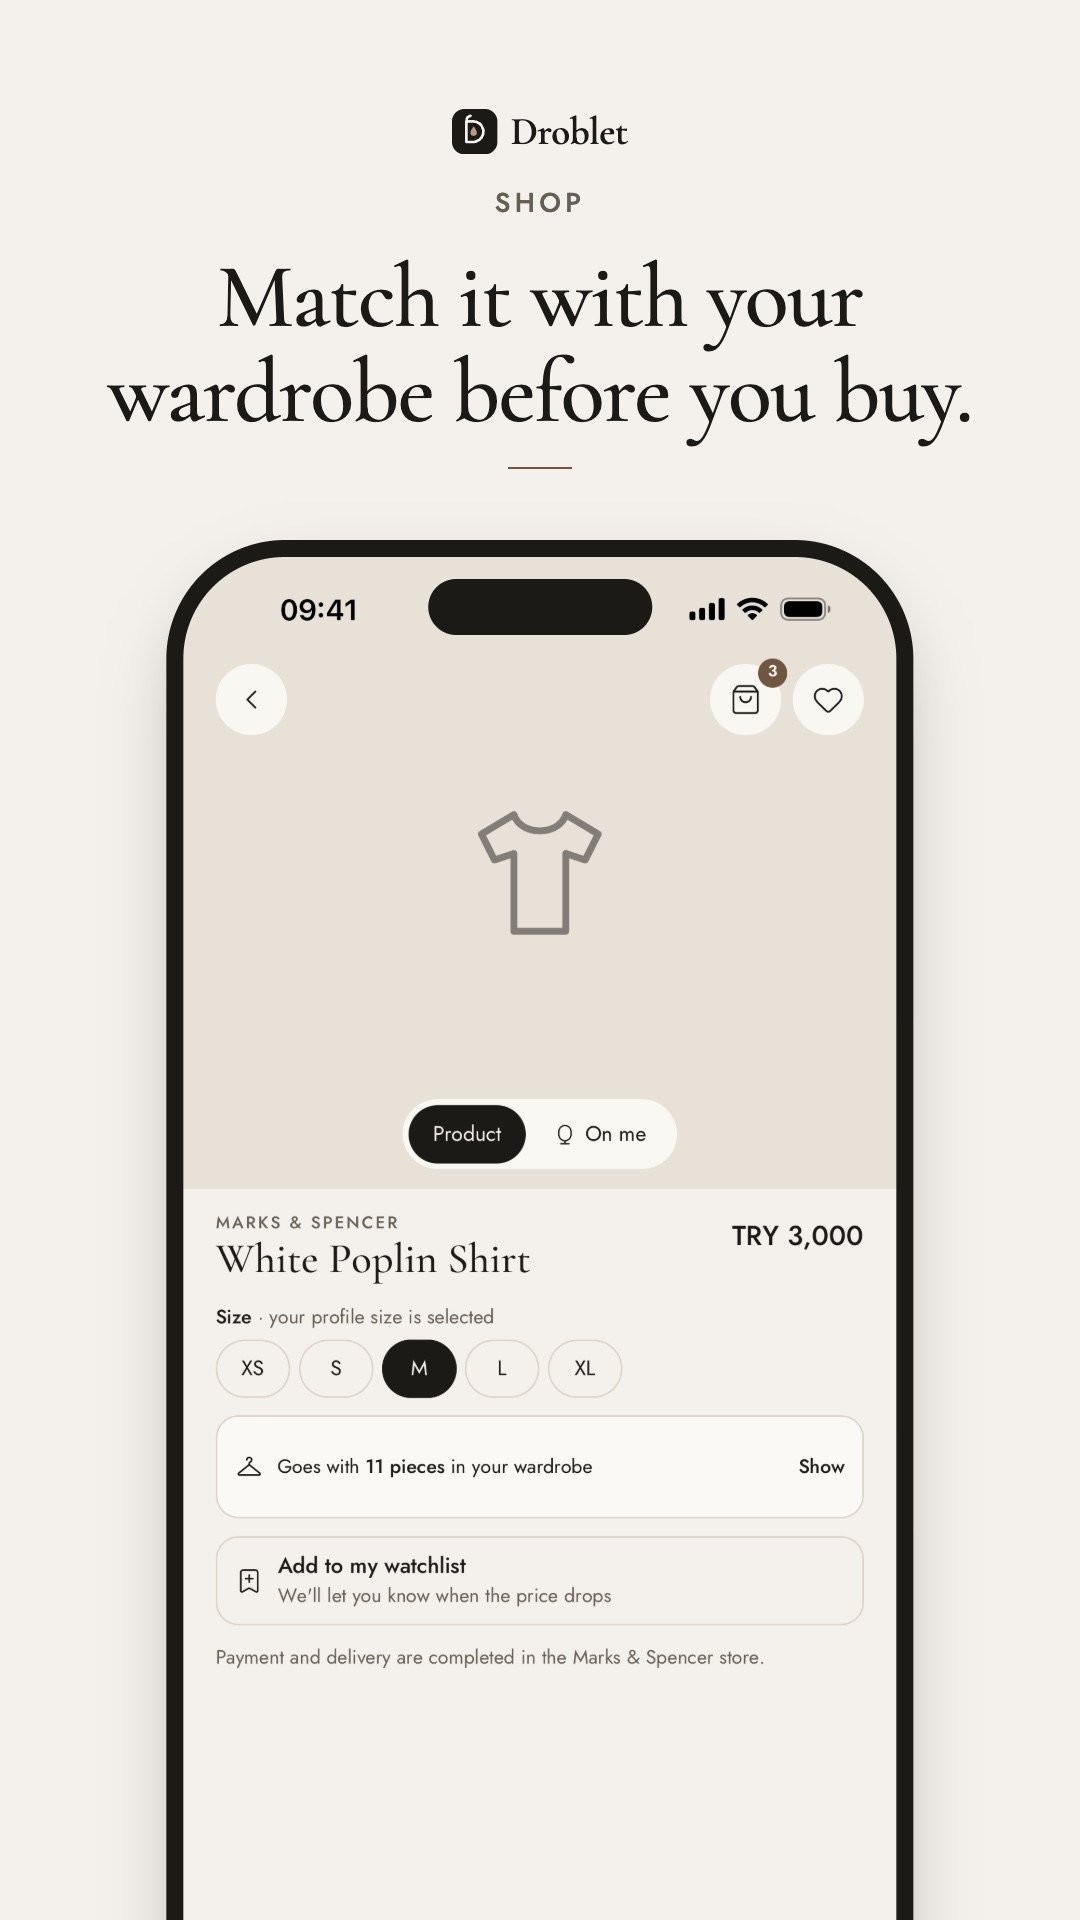 Droblet
SHOP
Match it with your
wardrobe before you buy.
09:41
3
Product
On me
MARKS & SPENCER
TRY 3,000
White Poplin Shirt
Size · your profile size is selected
XS
S
M
L
XL
Goes with 11 pieces in your wardrobe
Show
Add to my watchlist
We'll let you know when the price drops
Payment and delivery are completed in the Marks & Spencer store.